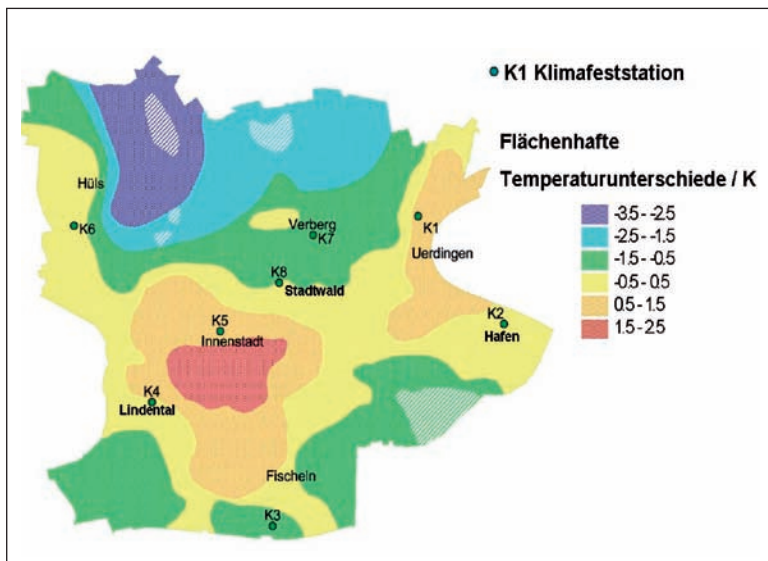 K1 Klimafeststation
Flächenhafte
Temperaturunterschiede / K
-3.5 - -2.5
-2.5 - -1.5
-1.5 - -0.5
-0.5 - 0.5
0.5 - 1.5
1.5 - 2.5
Hüls
K6
Verberg
K7
K1
Uerdingen
K8
Stadtwald
K5
Innenstadt
K2
Hafen
K4
Lindental
Fischeln
K3